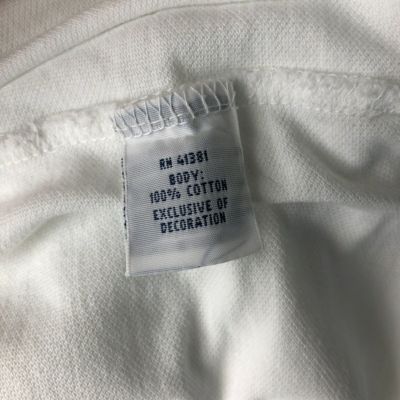 RN 41381
BODY:
100% COTTON
EXCLUSIVE OF
DECORATION